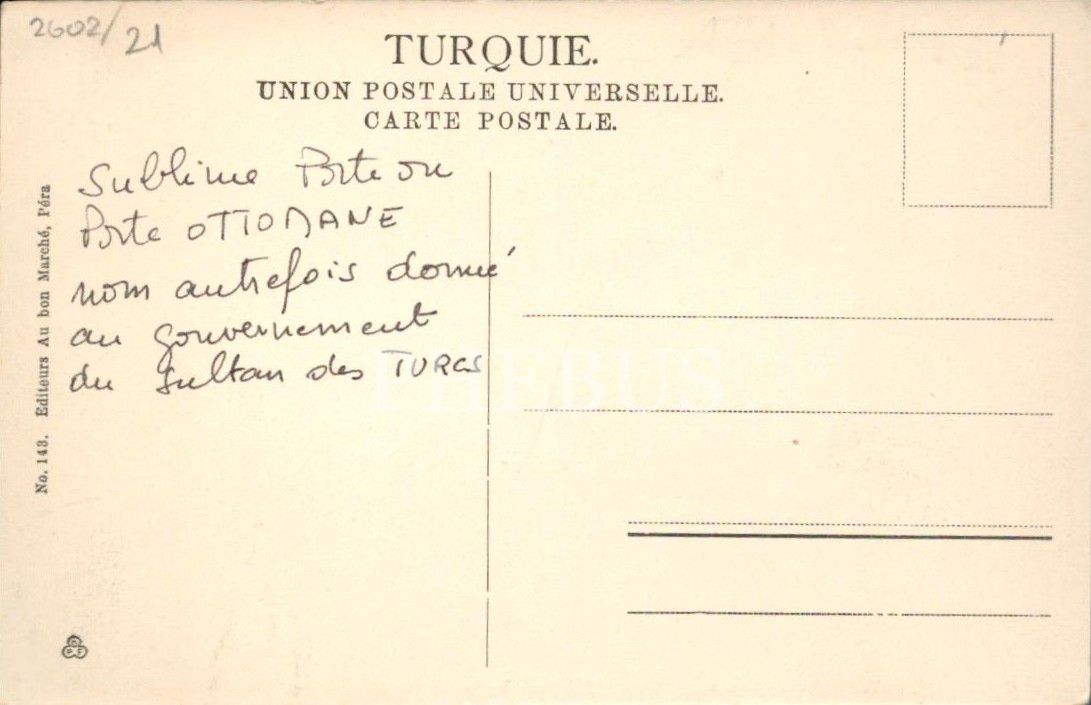 2602/21
TURQUIE.
UNION POSTALE UNIVERSELLE.
CARTE POSTALE.
Sublime Porte ou
Porte OTTOMANE
nom autrefois donné
au gouvernement
du Sultan des TURCS
No. 143. Editeurs Au bon Marché, Péra
PHEBUS